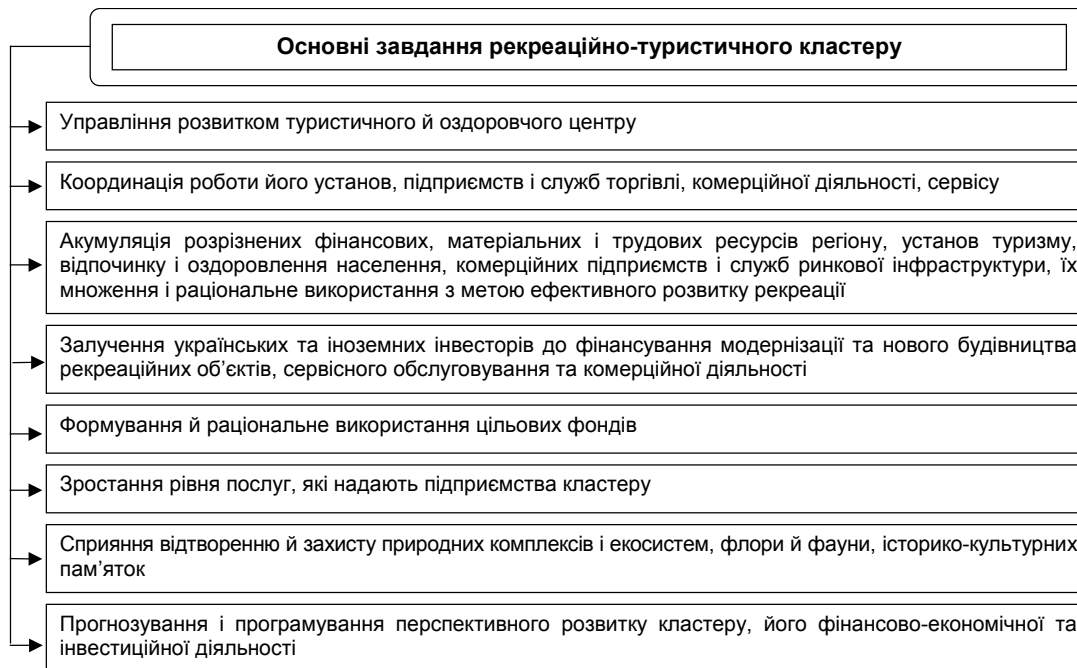 Основні завдання рекреаційно-туристичного кластеру
Управління розвитком туристичного й оздоровчого центру
Координація роботи його установ, підприємств і служб торгівлі, комерційної діяльності, сервісу
Акумуляція розрізнених фінансових, матеріальних і трудових ресурсів регіону, установ туризму,
відпочинку і оздоровлення населення, комерційних підприємств і служб ринкової інфраструктури, їх
множення і раціональне використання з метою ефективного розвитку рекреації
Залучення українських та іноземних інвесторів до фінансування модернізації та нового будівництва
рекреаційних об’єктів, сервісного обслуговування та комерційної діяльності
Формування й раціональне використання цільових фондів
Зростання рівня послуг, які надають підприємства кластеру
Сприяння відтворенню й захисту природних комплексів і екосистем, флори й фауни, історико-культурних
пам’яток
Прогнозування і програмування перспективного розвитку кластеру, його фінансово-економічної та
інвестиційної діяльності